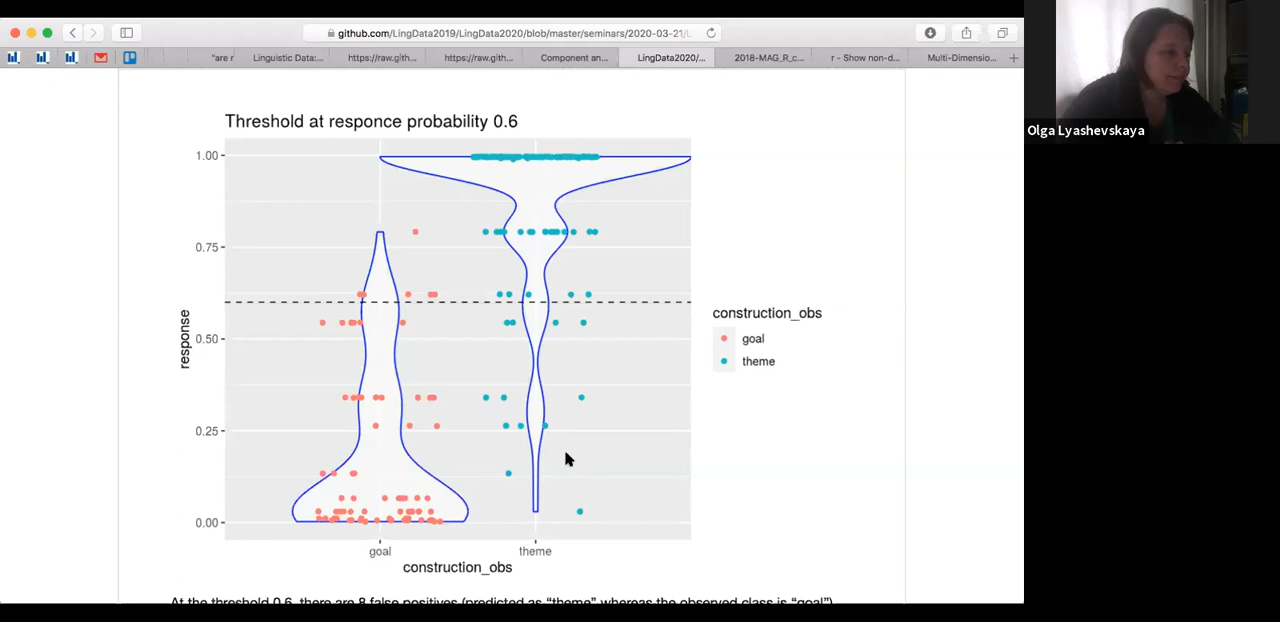 github.com/LingData2019/LingData2020/blob/master/seminars/2020-03-21/L
"are r
Linguistic Data:...
https://raw.gith...
https://raw.gith...
Component an...
LingData2020/...
2018-MAG_R_c...
r - Show non-d...
Multi-Dimensio...
Olga Lyashevskaya
Threshold at responce probability 0.6
1.00
0.75
0.50
0.25
0.00
response
goal
theme
construction_obs
construction_obs
goal
theme
At the threshold 0.6, there are 8 false positives (predicted as "theme" whereas the observed class is "goal")